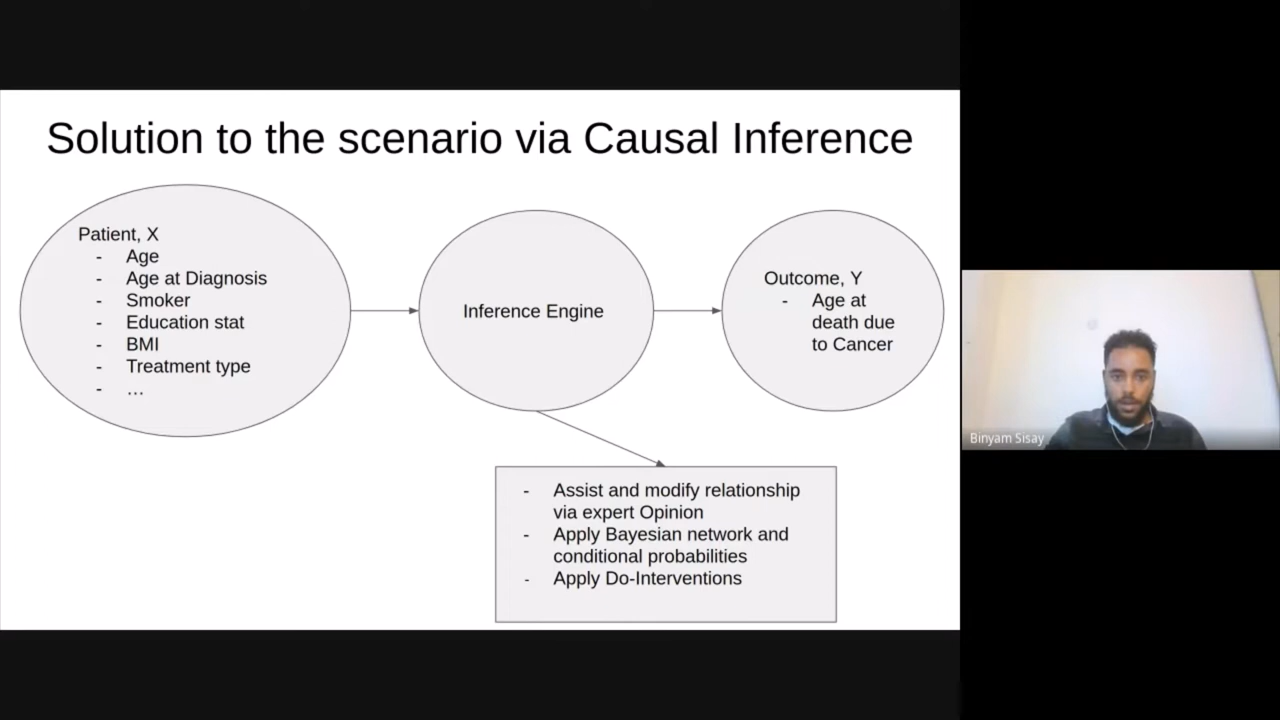 Solution to the scenario via Causal Inference
Patient, X
- Age
- Age at Diagnosis
- Smoker
- Education stat
- BMI
- Treatment type
- …
Inference Engine
Outcome, Y
- Age at
death due
to Cancer
- Assist and modify relationship
via expert Opinion
- Apply Bayesian network and
conditional probabilities
- Apply Do-Interventions
Binyam Sisay